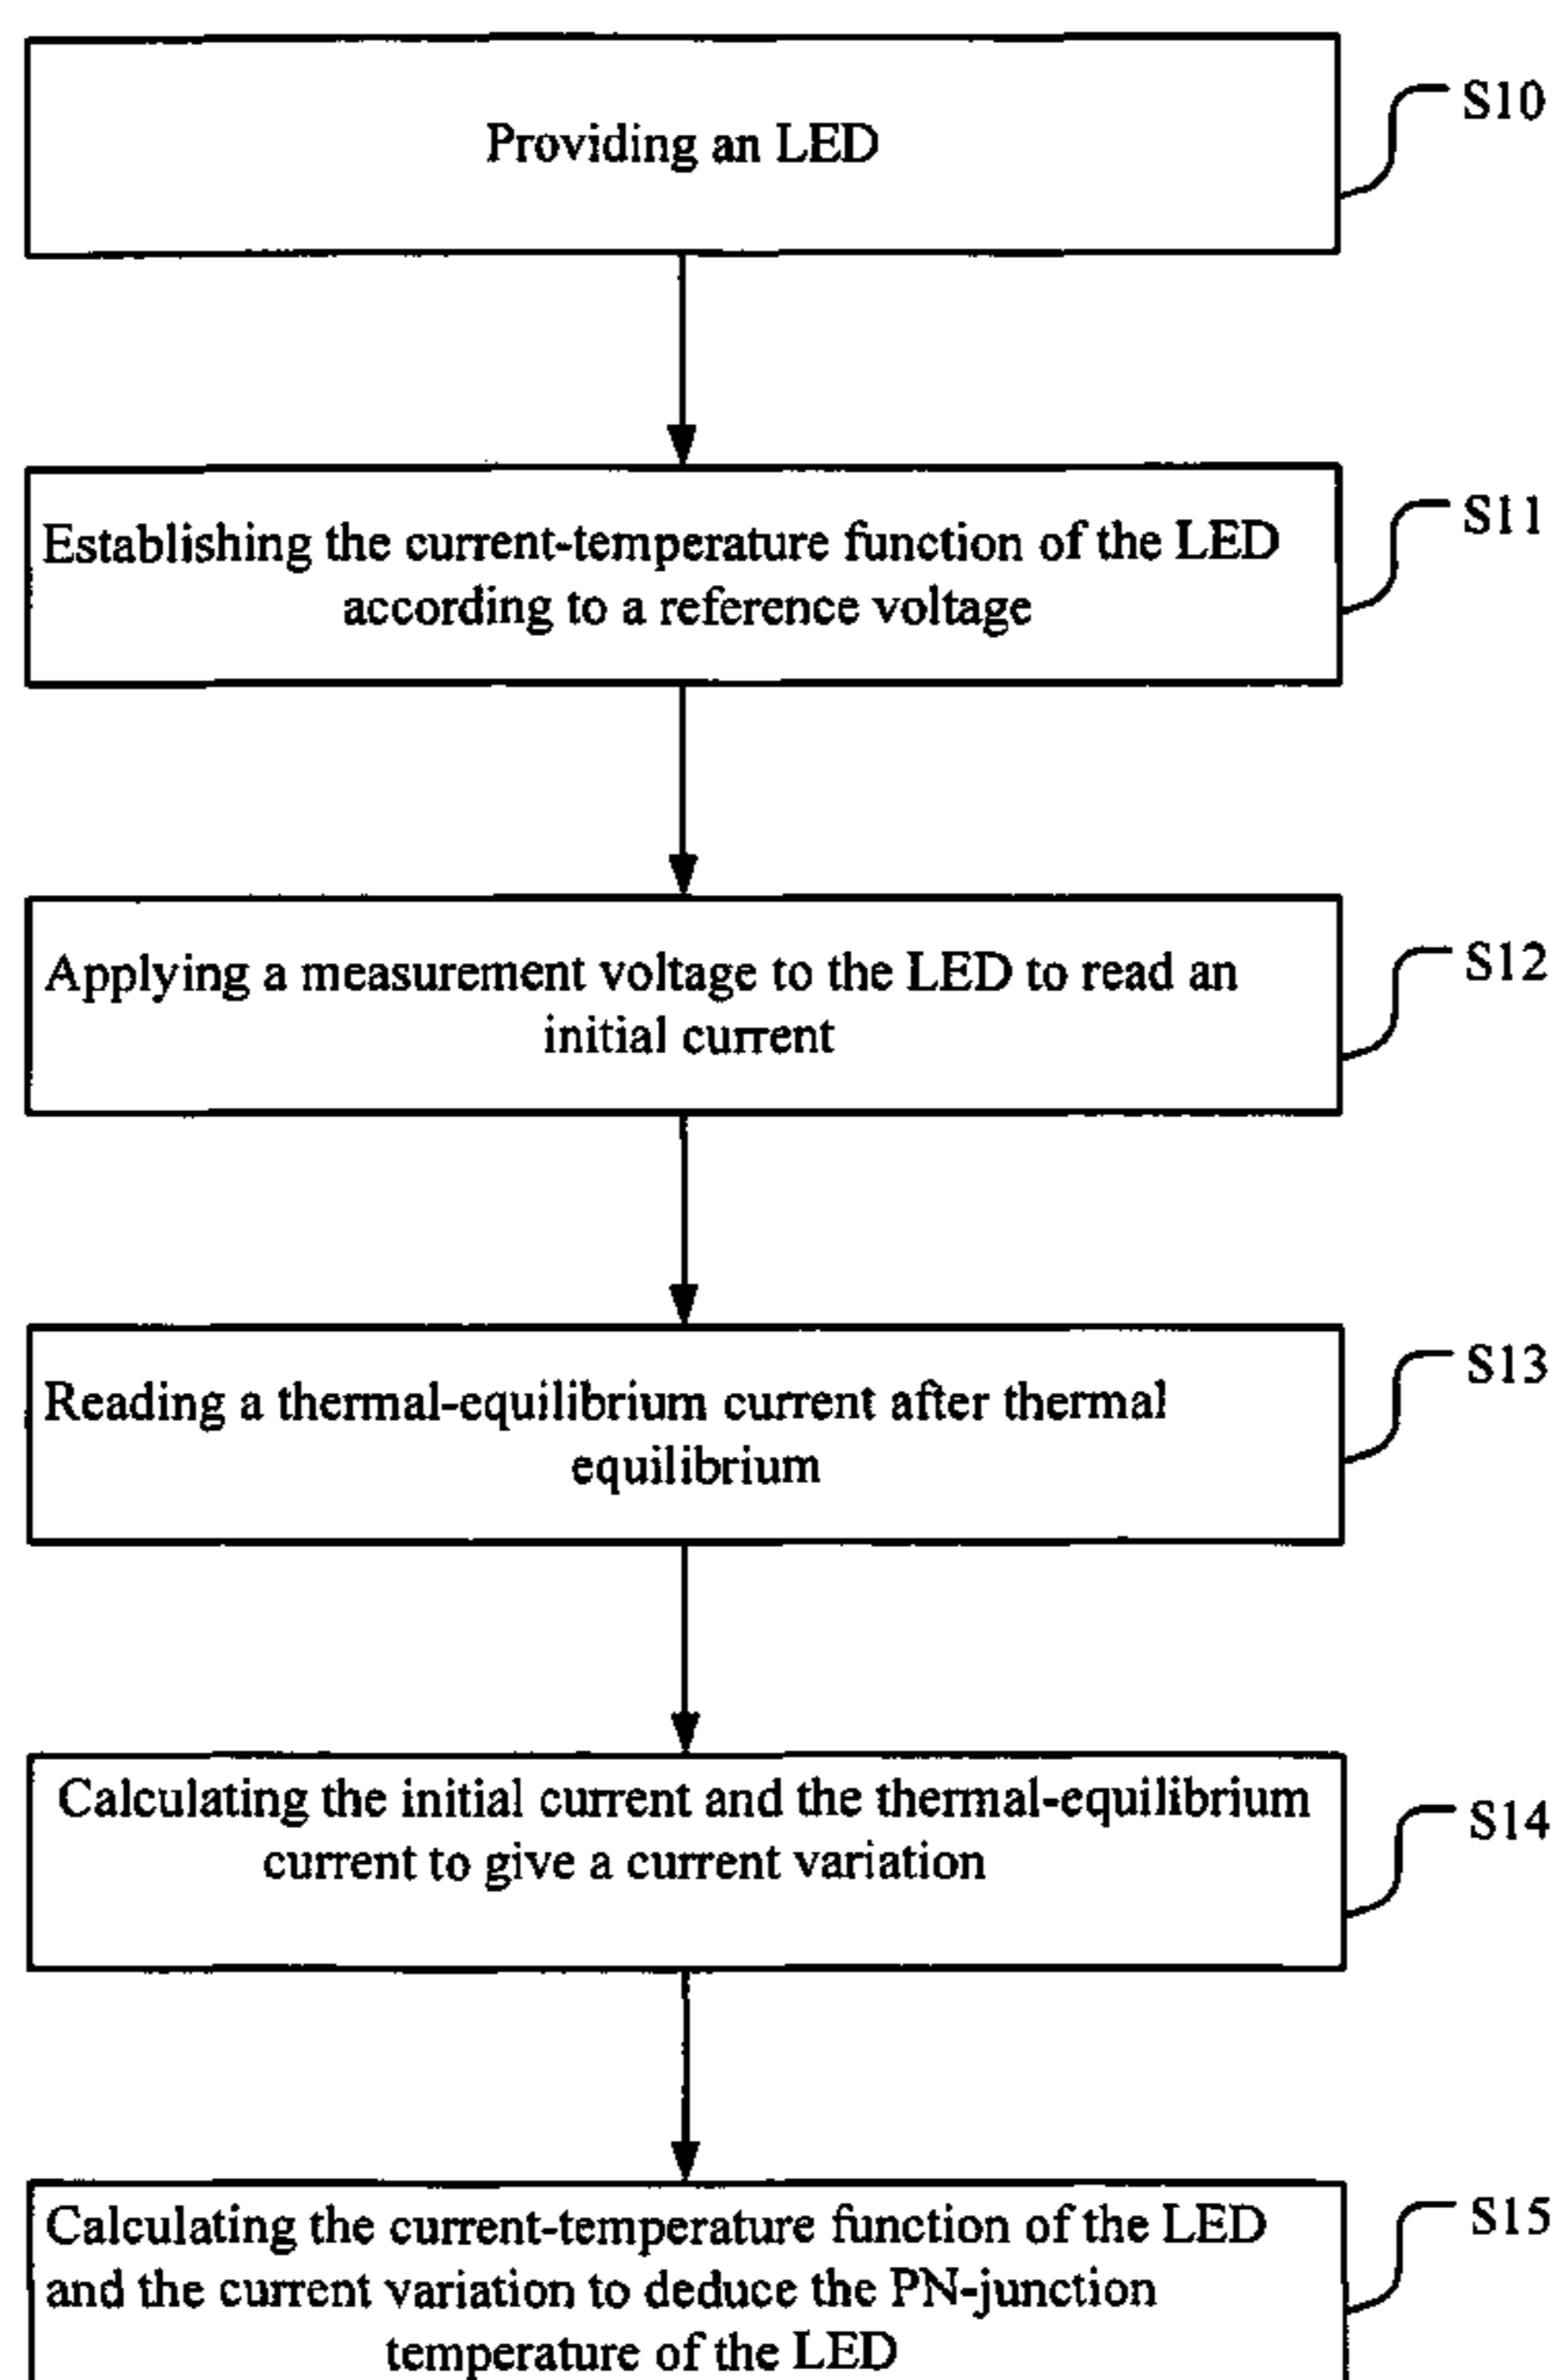 Providing an LED
S10
Establishing the current-temperature function of the LED
according to a reference voltage
S11
Applying a measurement voltage to the LED to read an
initial current
S12
Reading a thermal-equilibrium current after thermal
equilibrium
S13
Calculating the initial current and the thermal-equilibrium
current to give a current variation
S14
Calculating the current-temperature function of the LED
and the current variation to deduce the PN-junction
temperature of the LED
S15